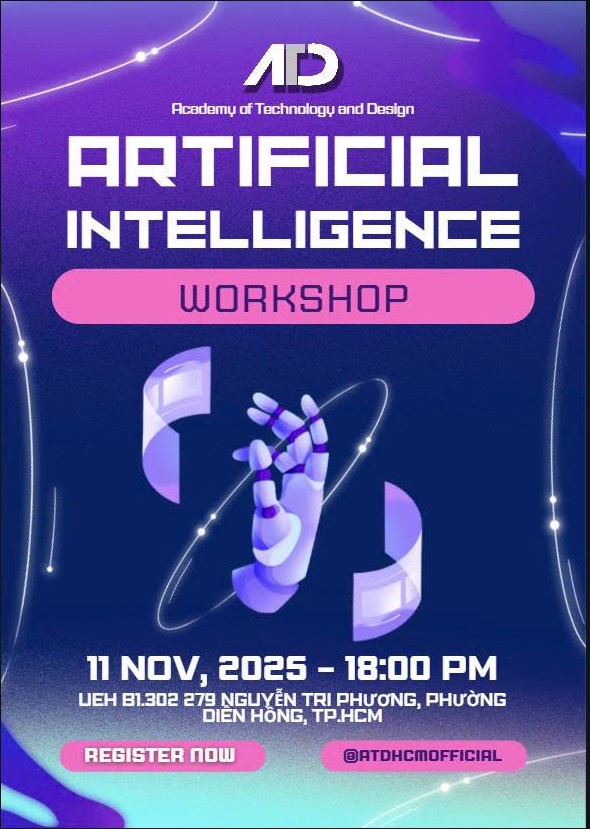 ATD
Academy of Technology and Design
ARTIFICIAL
INTELLIGENCE
WORKSHOP
11 NOV, 2025 - 18:00 PM
UEH B1.302 279 NGUYỄN TRI PHƯƠNG, PHƯỜNG
DIÊN HỒNG, TP.HCM
REGISTER NOW
@ATDHCMOFFICIAL